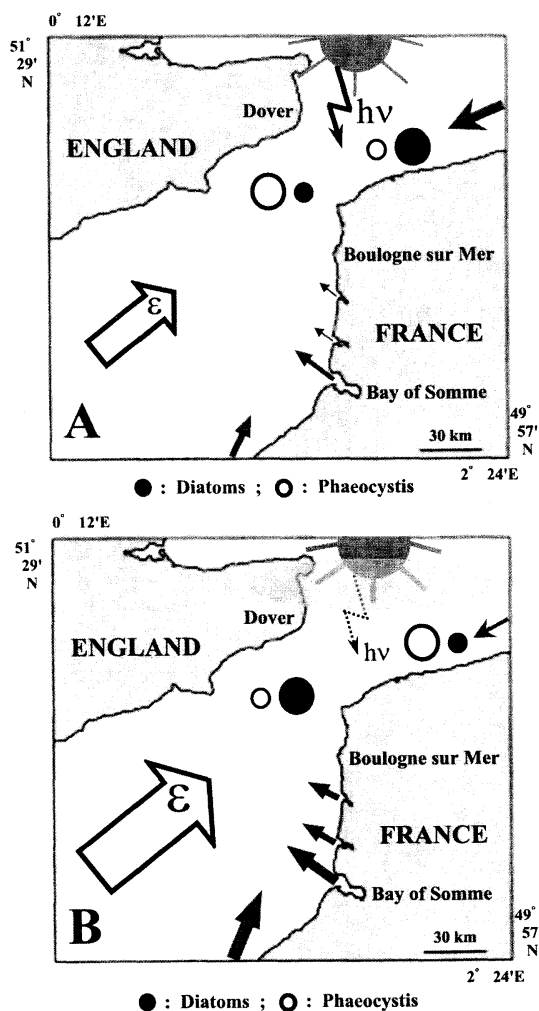 0° 12'E
51°
29'
N
Dover
hν
ENGLAND
Boulogne sur Mer
ε
FRANCE
Bay of Somme
A
49°
57'
N
30 km
2° 24'E
● : Diatoms ; O : Phaeocystis
0° 12'E
51°
29'
N
Dover
ENGLAND
hν
Boulogne sur Mer
ε
FRANCE
Bay of Somme
B
49°
57
N
30 km
2° 24'E
● : Diatoms ; O : Phaeocystis